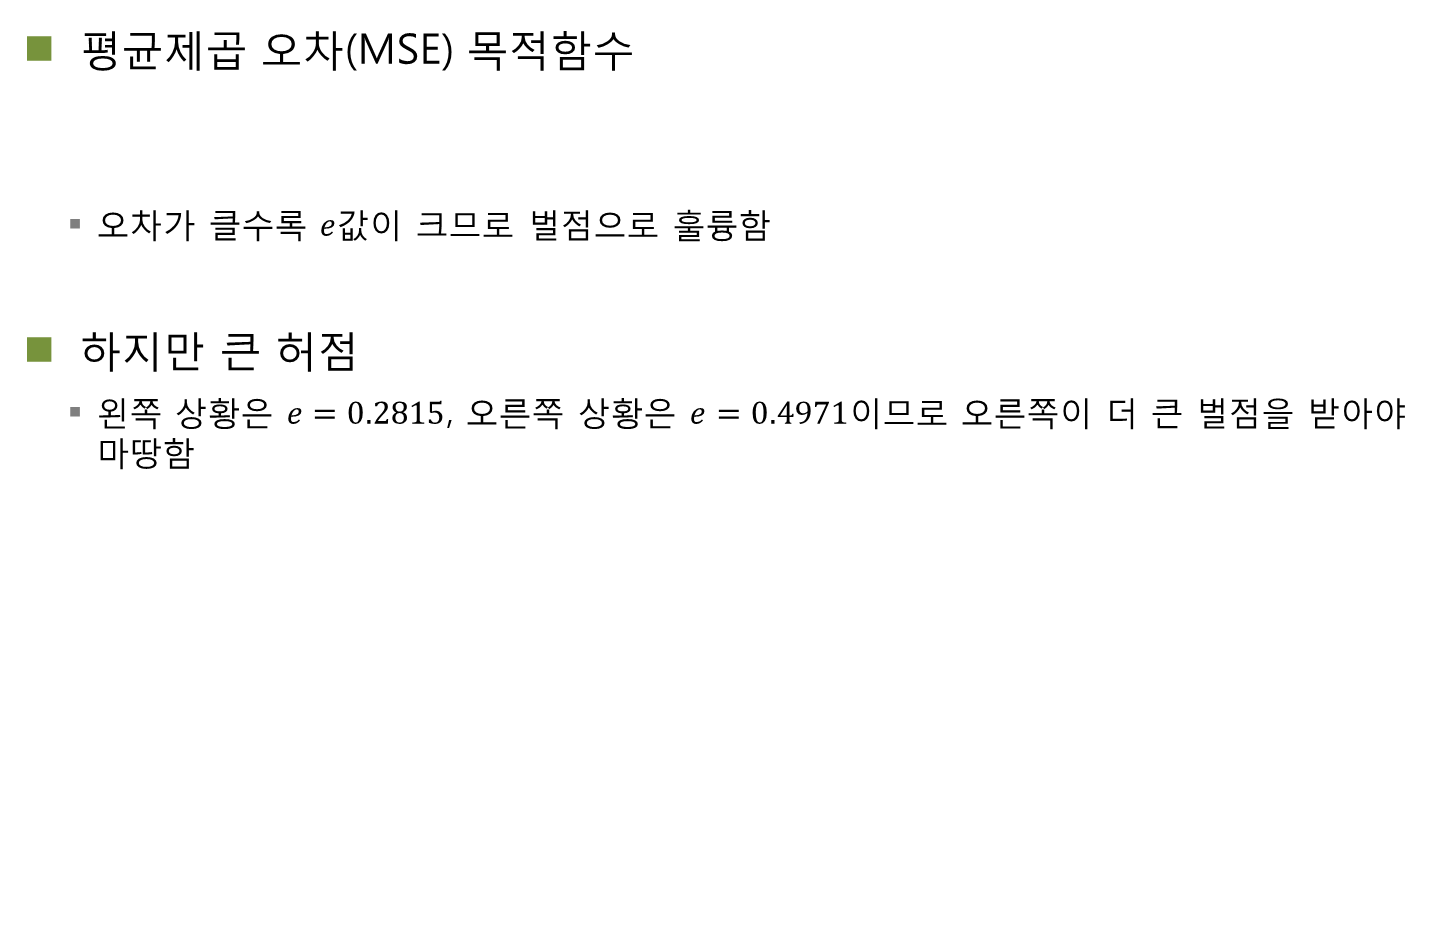 평균제곱 오차(MSE) 목적함수
오차가 클수록 e값이 크므로 벌점으로 훌륭함
하지만 큰 허점
왼쪽 상황은 e = 0.2815, 오른쪽 상황은 e = 0.4971이므로 오른쪽이 더 큰 벌점을 받아야
마땅함